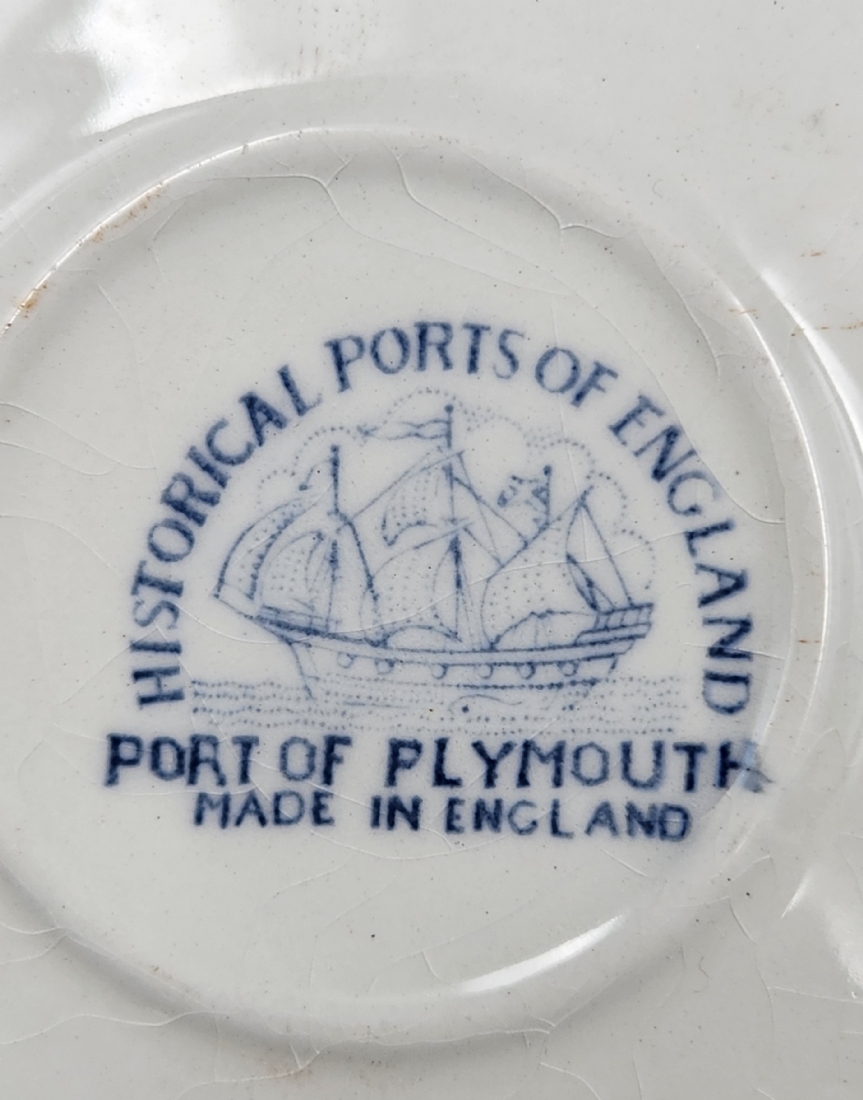 HISTORICAL PORTS OF ENGLAND
PORT OF PLYMOUTH
MADE IN ENGLAND